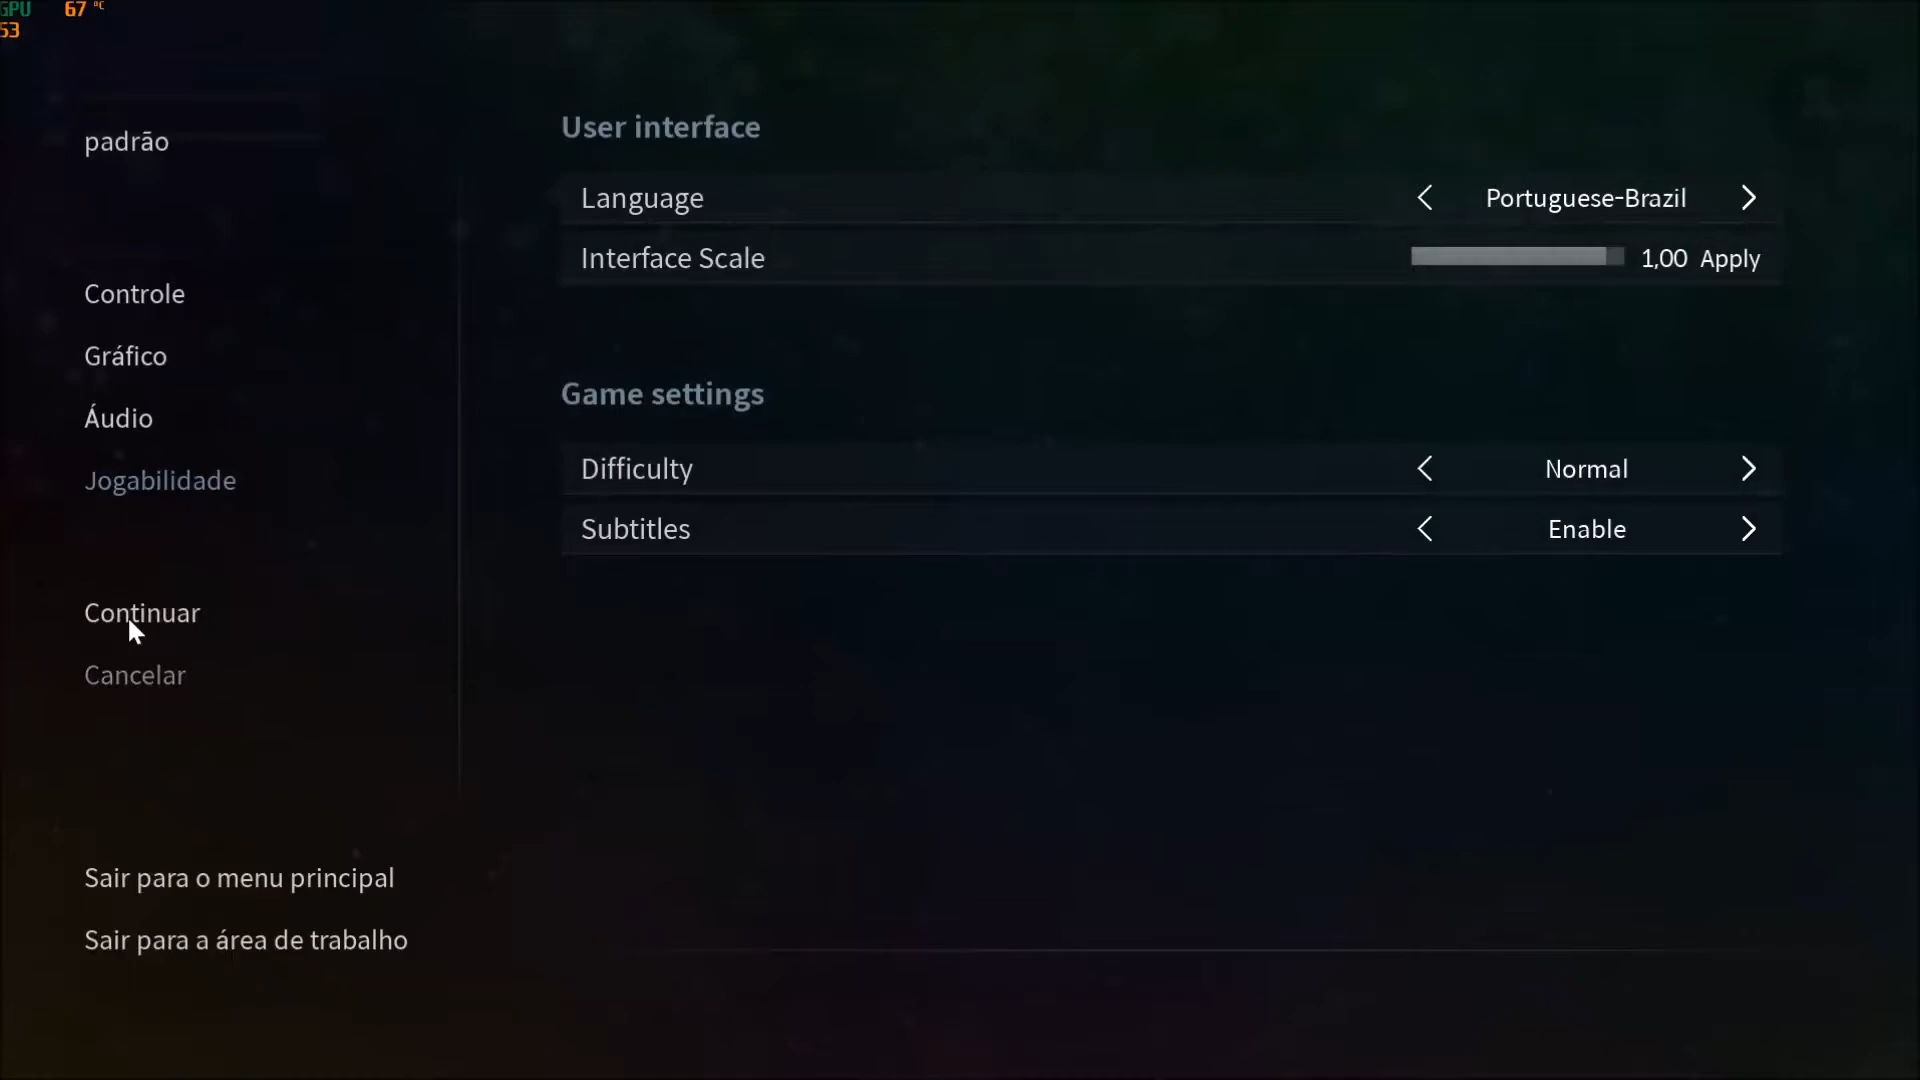 GPU 67 °C
53
padrão
Controle
Gráfico
Áudio
Jogabilidade
Continuar
Cancelar
Sair para o menu principal
Sair para a área de trabalho
User interface
Language Portuguese-Brazil
Interface Scale 1,00 Apply
Game settings
Difficulty Normal
Subtitles Enable